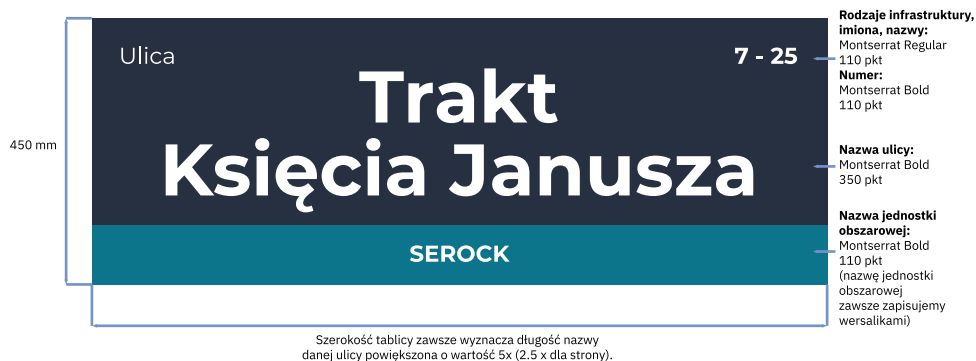 Ulica
7 - 25
Trakt
Księcia Janusza
SEROCK
450 mm
Rodzaje infrastruktury,
imiona, nazwy:
Montserrat Regular
110 pkt
Numer:
Montserrat Bold
110 pkt
Nazwa ulicy:
Montserrat Bold
350 pkt
Nazwa jednostki
obszarowej:
Montserrat Bold
110 pkt
(nazwę jednostki
obszarowej
zawsze zapisujemy
wersalikami)
Szerokość tablicy zawsze wyznacza długość nazwy
danej ulicy powiększona o wartość 5x (2.5 x dla strony).